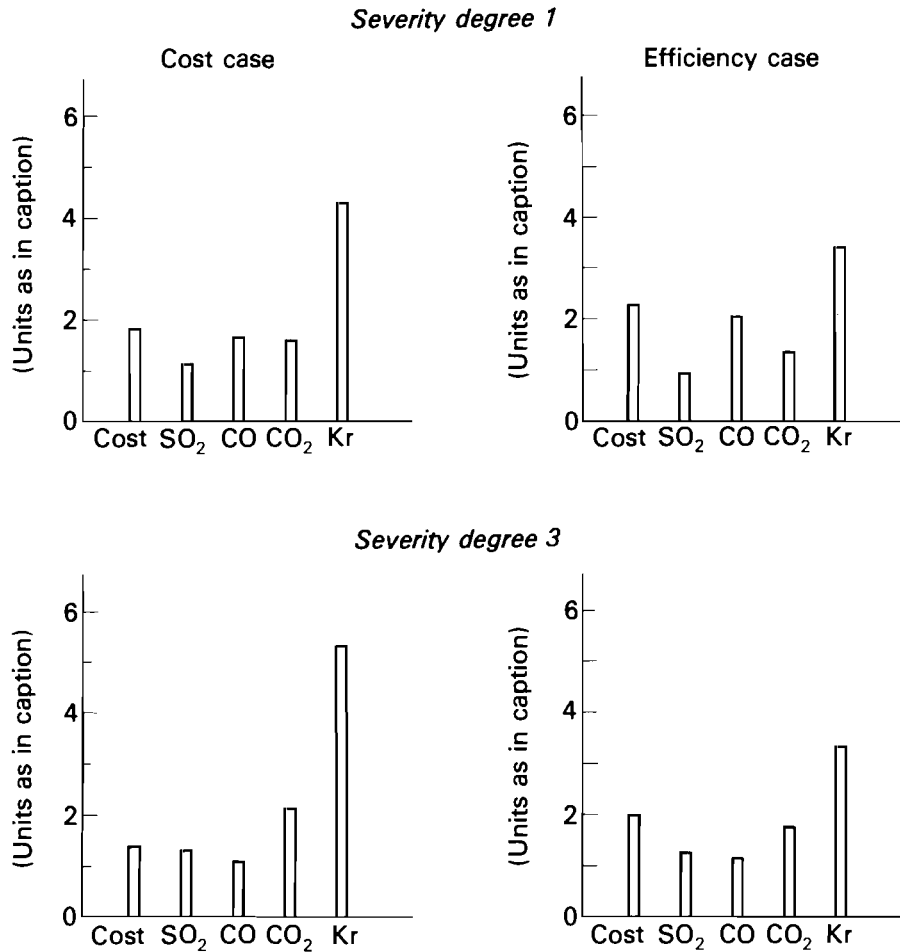 Severity degree 1
Cost case
(Units as in caption)
6
4
2
0
Cost SO₂ CO CO₂ Kr
Efficiency case
(Units as in caption)
6
4
2
0
Cost SO₂ CO CO₂ Kr
Severity degree 3
(Units as in caption)
6
4
2
0
Cost SO₂ CO CO₂ Kr
(Units as in caption)
6
4
2
0
Cost SO₂ CO CO₂ Kr